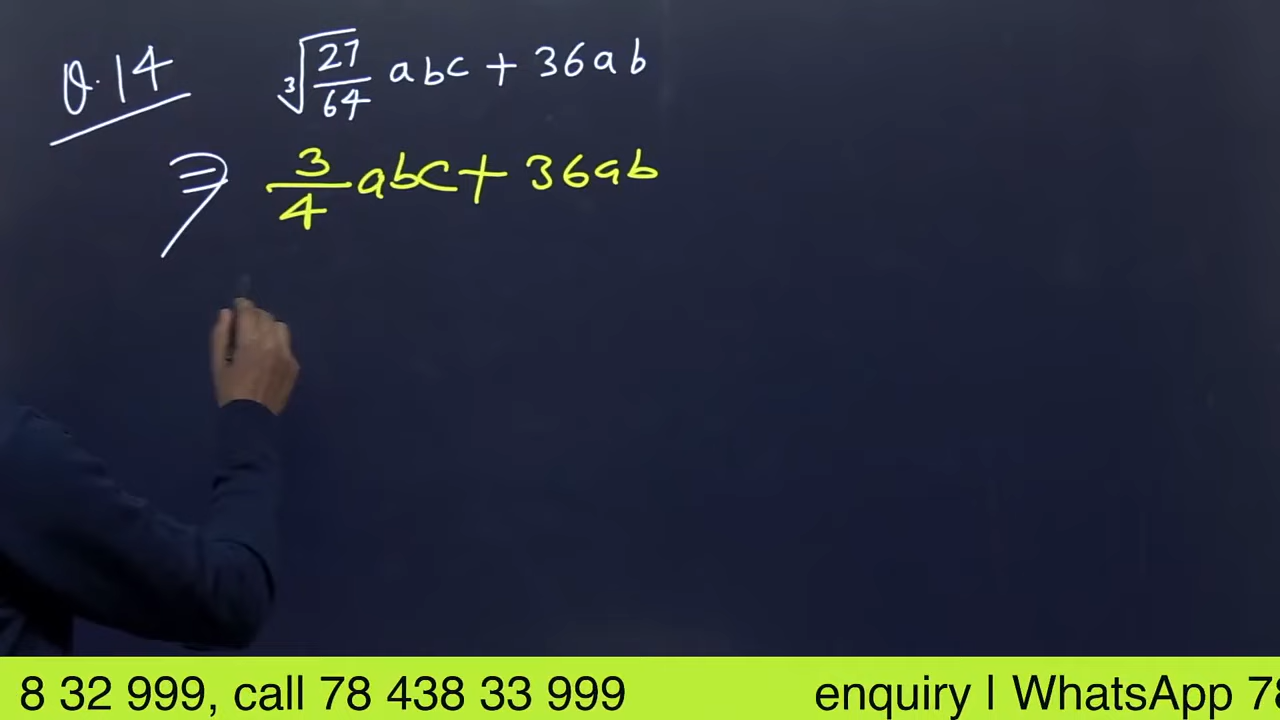 Q.14 ∛(27/64) abc + 36ab
⇒ 3/4 abc + 36ab
8 32 999, call 78 438 33 999 enquiry | WhatsApp 78